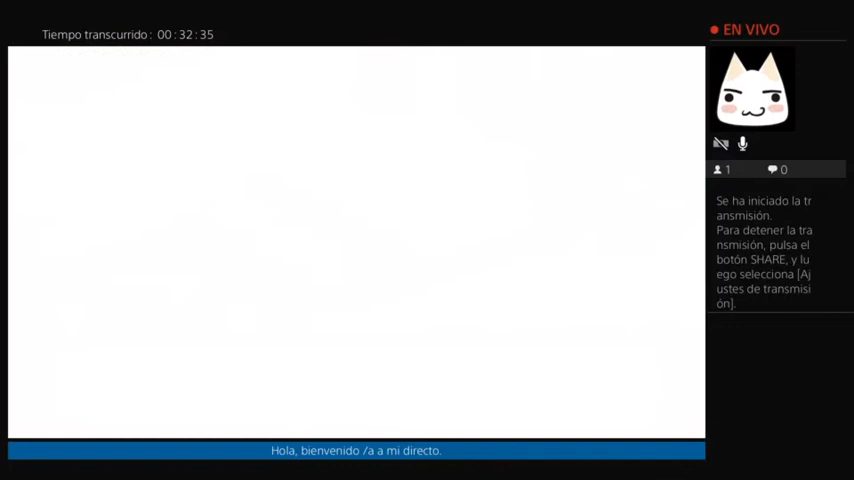 Tiempo transcurrido: 00:32:35
EN VIVO
1 0
Se ha iniciado la tr
ansmisión.
Para detener la tra
nsmisión, pulsa el
botón SHARE, y lu
ego selecciona [Aj
ustes de transmisi
ón].
Hola, bienvenido /a a mi directo.